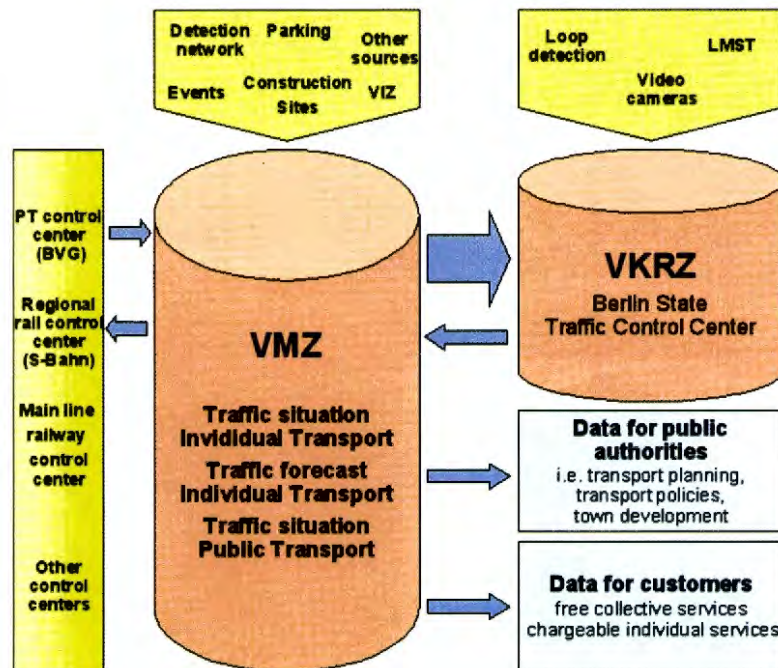 Detection
network
Parking
Other
sources
Events
Construction
Sites
VIZ
Loop
detection
LMST
Video
cameras
PT control
center
(BVG)
Regional
rail control
center
(S-Bahn)
Main line
railway
control
center
Other
control
centers
VMZ
Traffic situation
Invididual Transport
Traffic forecast
Individual Transport
Traffic situation
Public Transport
VKRZ
Berlin State
Traffic Control Center
Data for public
authorities
i.e. transport planning,
transport policies,
town development
Data for customers
free collective services
chargeable individual services